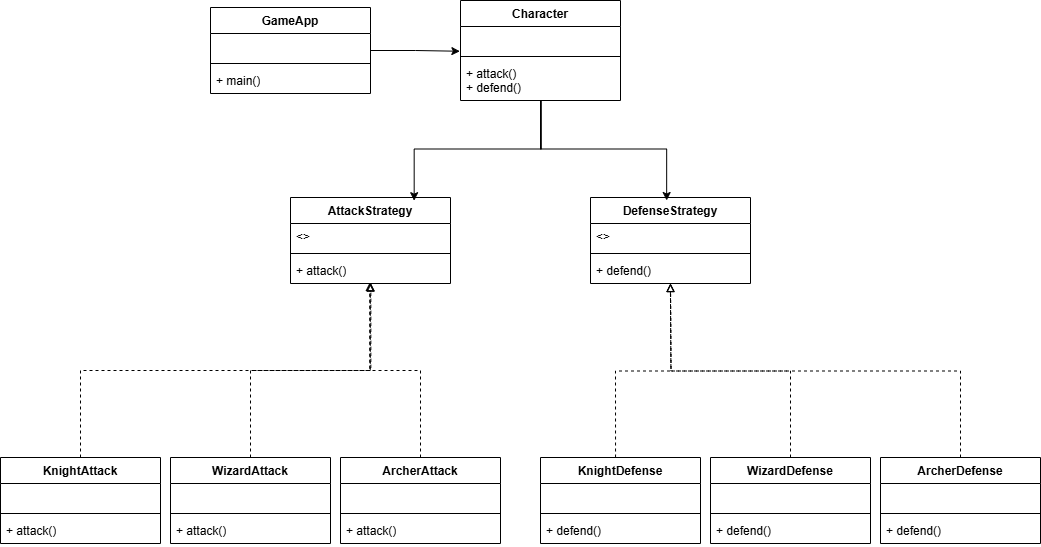 GameApp
+ main()
Character
+ attack()
+ defend()
AttackStrategy
<>
+ attack()
DefenseStrategy
<>
+ defend()
KnightAttack
+ attack()
WizardAttack
+ attack()
ArcherAttack
+ attack()
KnightDefense
+ defend()
WizardDefense
+ defend()
ArcherDefense
+ defend()